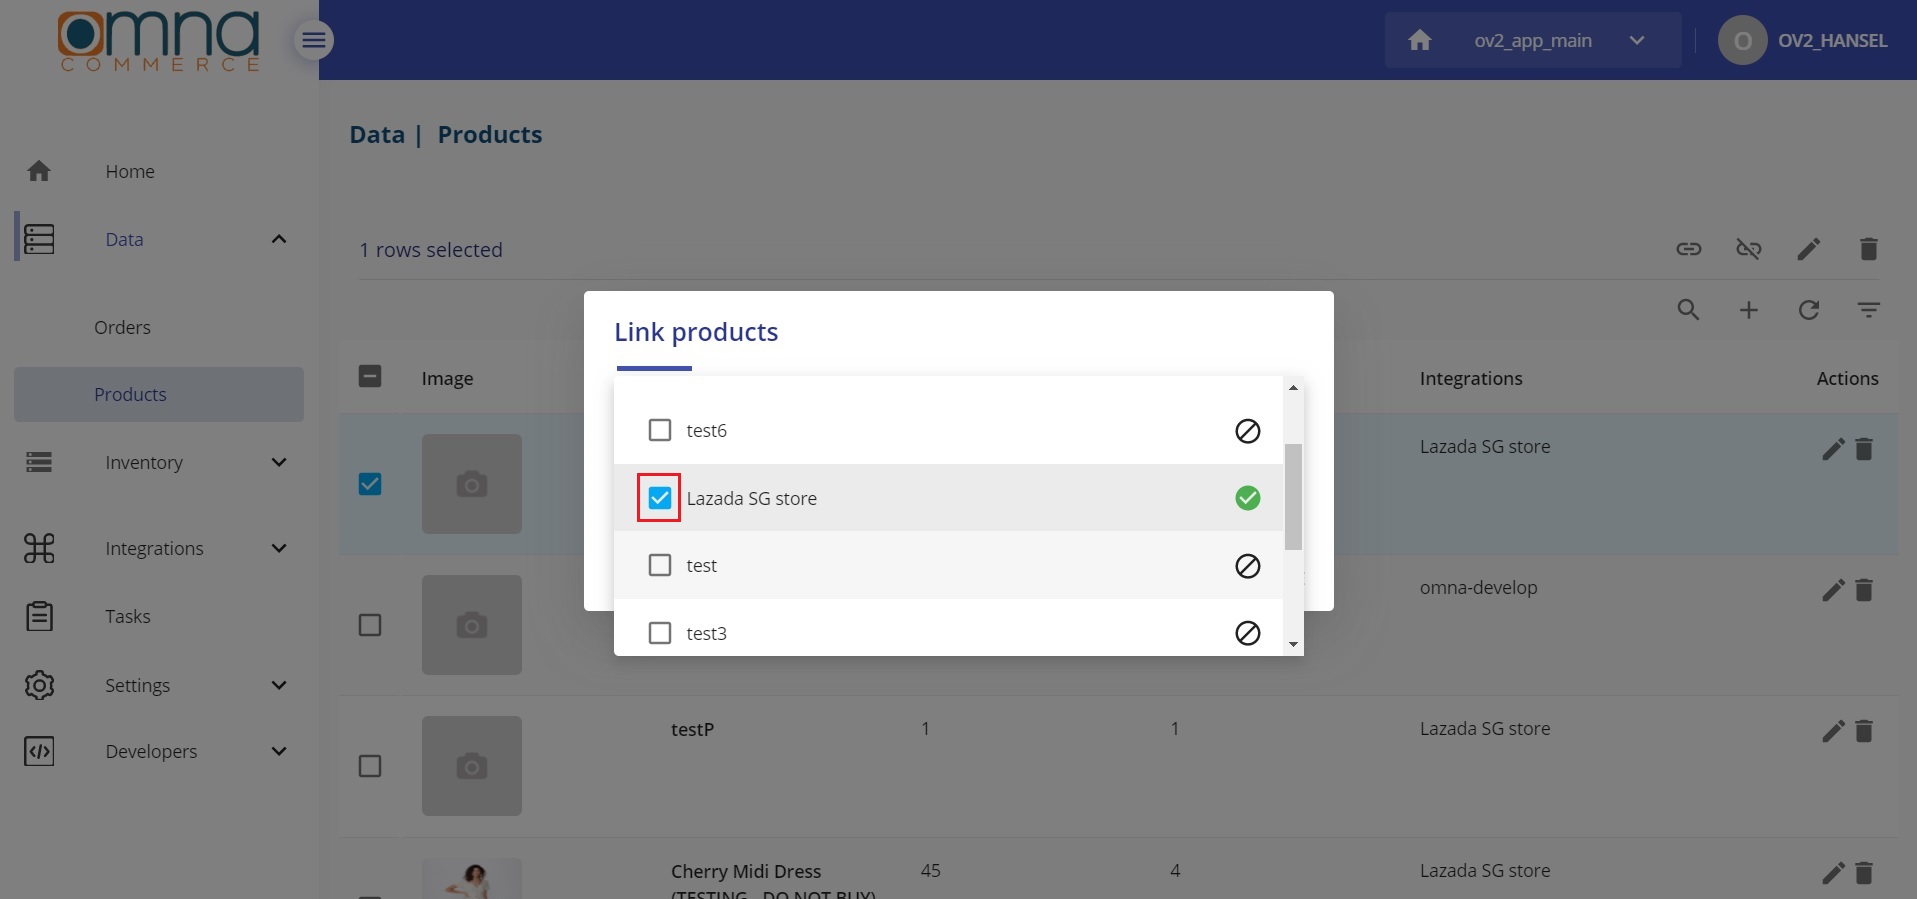 omna
COMMERCE
ov2_app_main
O
OV2_HANSEL
Data | Products
Home
Data
Orders
Products
Inventory
Integrations
Tasks
Settings
Developers
1 rows selected
Image
Integrations
Actions
Link products
test6
Lazada SG store
test
test3
Lazada SG store
omna-develop
testP
1
1
Lazada SG store
Cherry Midi Dress
(TESTING - DO NOT BUY)
45
4
Lazada SG store